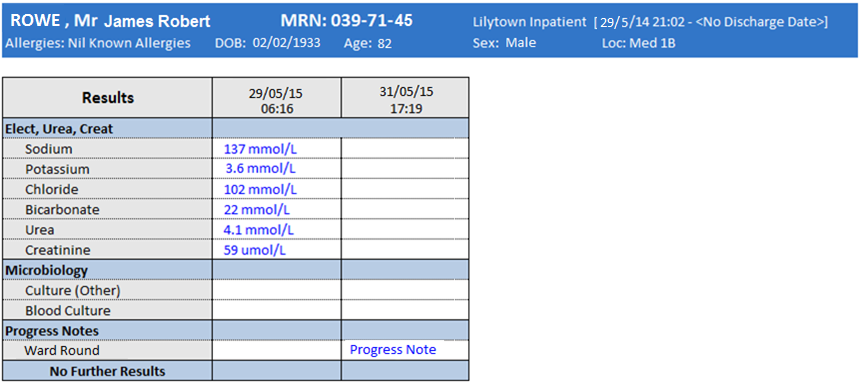 ROWE , Mr James Robert MRN: 039-71-45 Lilytown Inpatient [ 29/5/14 21:02 - <No Discharge Date>]
Allergies: Nil Known Allergies DOB: 02/02/1933 Age: 82 Sex: Male Loc: Med 1B
Results 29/05/15 06:16 31/05/15 17:19
Elect, Urea, Creat
Sodium 137 mmol/L
Potassium 3.6 mmol/L
Chloride 102 mmol/L
Bicarbonate 22 mmol/L
Urea 4.1 mmol/L
Creatinine 59 umol/L
Microbiology
Culture (Other)
Blood Culture
Progress Notes
Ward Round Progress Note
No Further Results